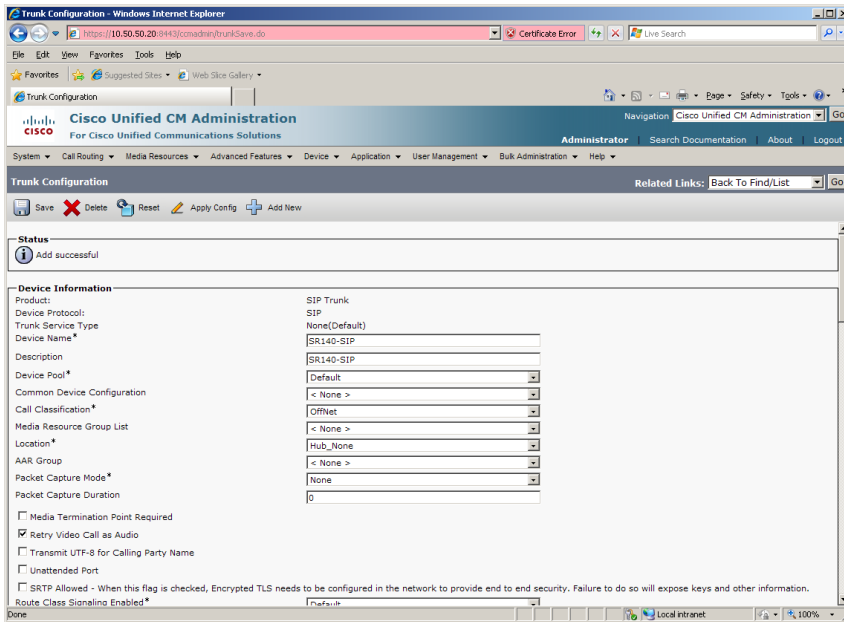 Trunk Configuration - Windows Internet Explorer
https://10.50.50.20:8443/ccmadmin/trunkSave.do
Certificate Error
Live Search
File Edit View Favorites Tools Help
Favorites Suggested Sites Web Slice Gallery
Trunk Configuration
Page Safety Tools
cisco
Cisco Unified CM Administration
For Cisco Unified Communications Solutions
Navigation Cisco Unified CM Administration Go
Administrator | Search Documentation | About | Logout
System Call Routing Media Resources Advanced Features Device Application User Management Bulk Administration Help
Trunk Configuration
Related Links: Back To Find/List Go
Save Delete Reset Apply Config Add New
Status
Add successful
Device Information
Product: SIP Trunk
Device Protocol: SIP
Trunk Service Type None(Default)
Device Name* SR140-SIP
Description SR140-SIP
Device Pool* Default
Common Device Configuration < None >
Call Classification* OffNet
Media Resource Group List < None >
Location* Hub_None
AAR Group < None >
Packet Capture Mode* None
Packet Capture Duration 0
Media Termination Point Required
Retry Video Call as Audio
Transmit UTF-8 for Calling Party Name
Unattended Port
SRTP Allowed - When this flag is checked, Encrypted TLS needs to be configured in the network to provide end to end security. Failure to do so will expose keys and other information.
Route Class Signaling Enabled* Default
Done
Local intranet
100%